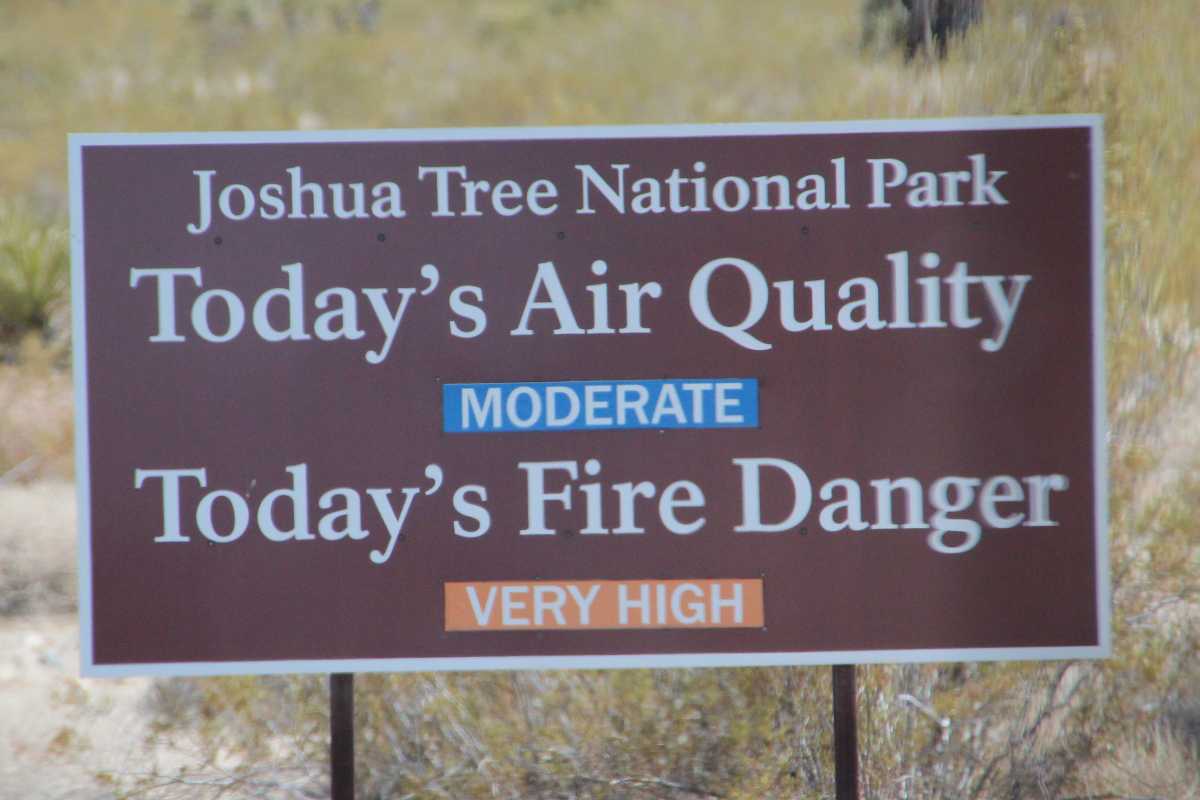 Joshua Tree National Park
Today’s Air Quality
MODERATE
Today’s Fire Danger
VERY HIGH